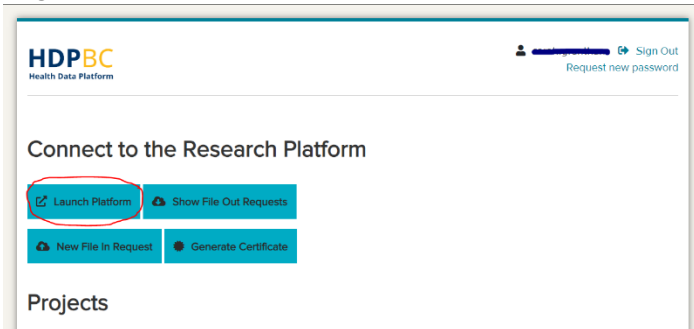 HDPBC
Health Data Platform
Sign Out
Request new password
Connect to the Research Platform
Launch Platform
Show File Out Requests
New File In Request
Generate Certificate
Projects